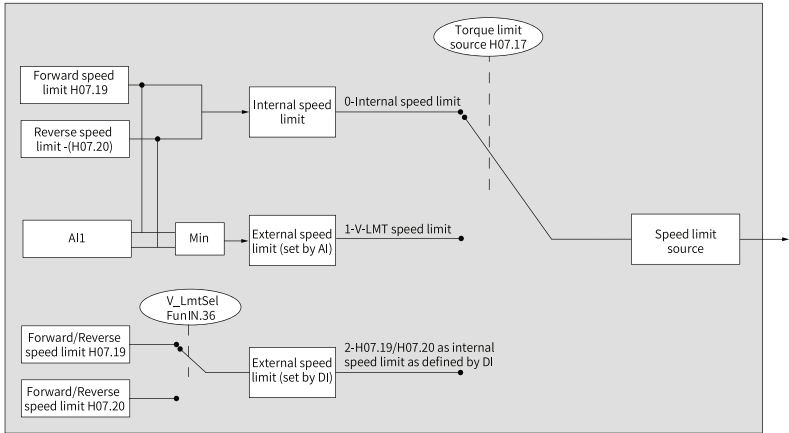 Torque limit
source H07.17
Forward speed
limit H07.19
Reverse speed
limit -(H07.20)
Internal speed
limit
0-Internal speed limit
AI1
Min
External speed
limit (set by AI)
1-V-LMT speed limit
Speed limit
source
V_LmtSel
FunIN.36
Forward/Reverse
speed limit H07.19
Forward/Reverse
speed limit H07.20
External speed
limit (set by DI)
2-H07.19/H07.20 as internal
speed limit as defined by DI